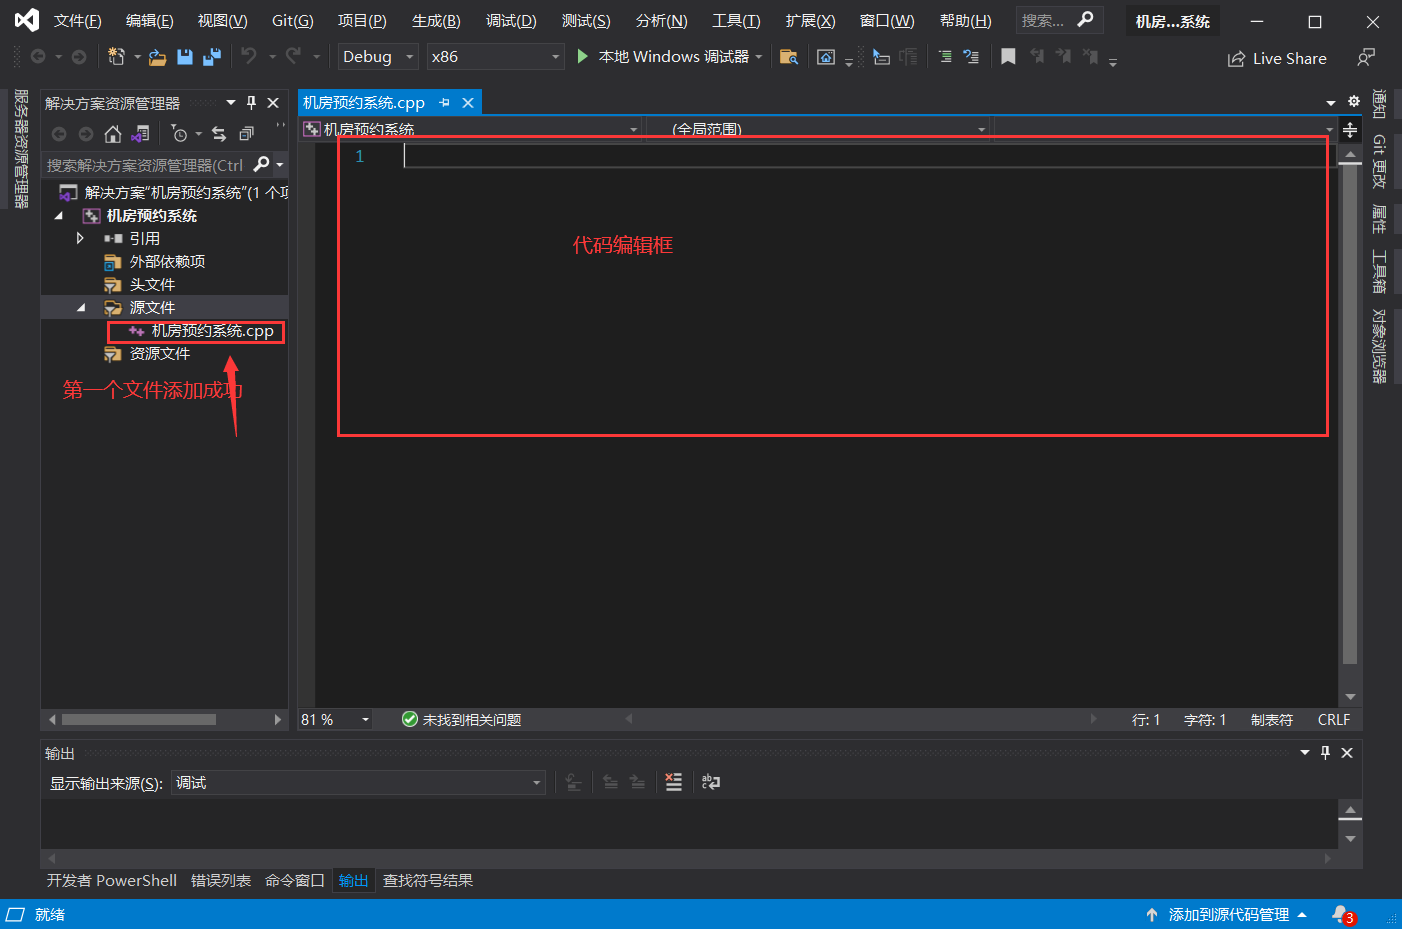 文件(F) 编辑(E) 视图(V) Git(G) 项目(P) 生成(B) 调试(D) 测试(S) 分析(N) 工具(T) 扩展(X) 窗口(W) 帮助(H) 搜索... 机房...系统
Debug x86 本地 Windows 调试器 Live Share
服务器资源管理器
解决方案资源管理器
搜索解决方案资源管理器(Ctrl
解决方案"机房预约系统"(1 个项
机房预约系统
引用
外部依赖项
头文件
源文件
机房预约系统.cpp
资源文件
第一个文件添加成功
机房预约系统.cpp
机房预约系统 (全局范围)
1
代码编辑框
81 % 未找到相关问题 行: 1 字符: 1 制表符 CRLF
通知
Git 更改
属性
工具箱
对象浏览器
输出
显示输出来源(S): 调试
开发者 PowerShell 错误列表 命令窗口 输出 查找符号结果
就绪 添加到源代码管理 3